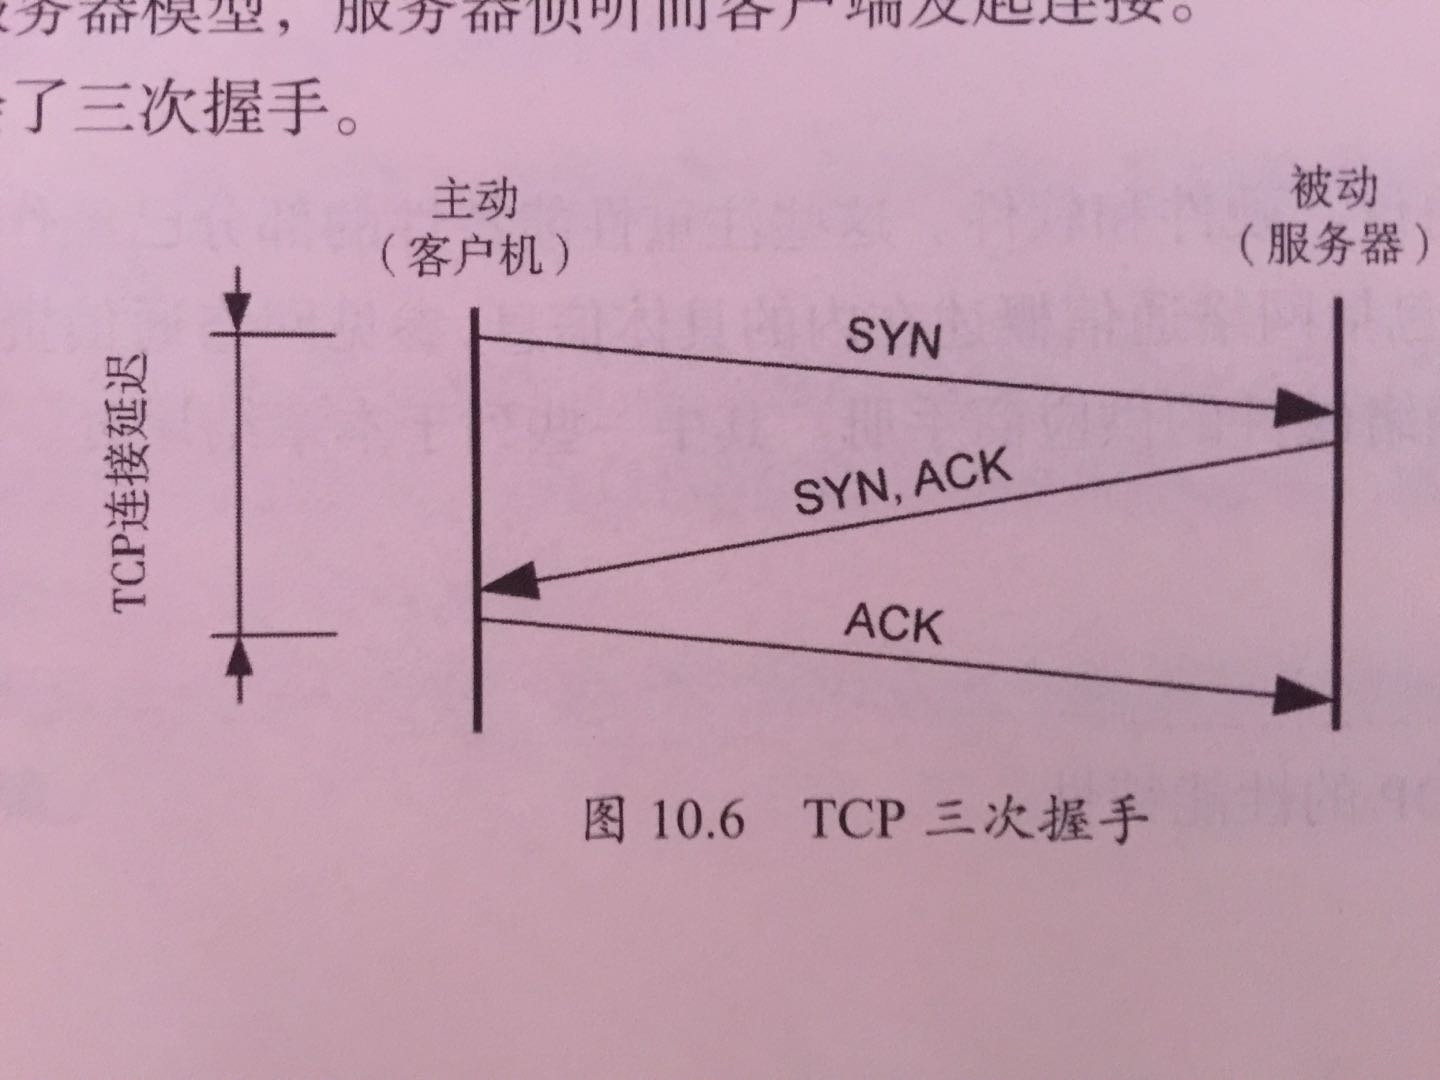 服务器模型，服务器侦听而客户端发起连接。
了三次握手。
主动
（客户机）
被动
（服务器）
TCP连接延迟
SYN
SYN, ACK
ACK
图 10.6 TCP 三次握手